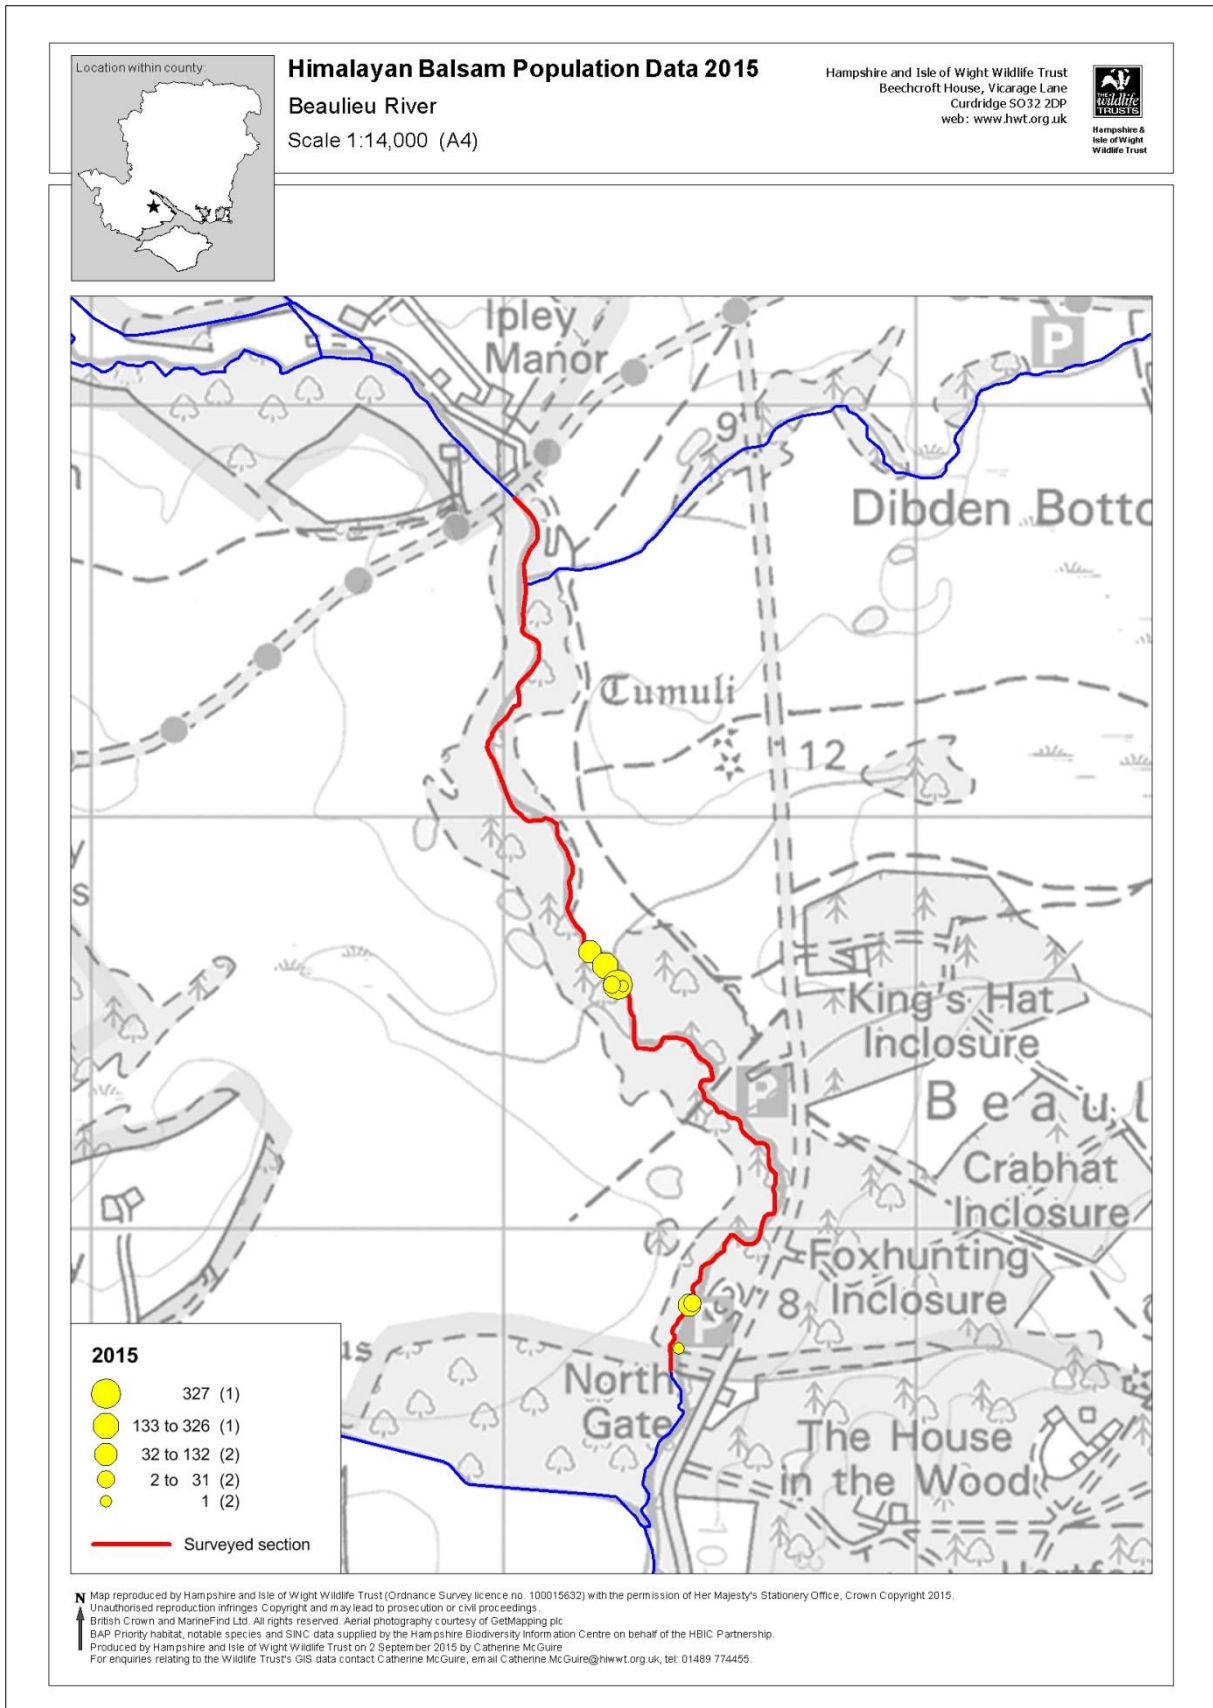 Location within county:
Himalayan Balsam Population Data 2015
Beaulieu River
Scale 1:14,000 (A4)
Hampshire and Isle of Wight Wildlife Trust
Beechcroft House, Vicarage Lane
Curdridge SO32 2DP
web: www.hwt.org.uk
THE
wildlife
TRUSTS
Hampshire &
Isle of Wight
Wildlife Trust
Ipley
Manor
P
9
Dibden Botto
Tumuli
12
s
King's Hat
Inclosure
P
Beaul
Crabhat
Inclosure
Foxhunting
Inclosure
8
P
us
North
Gate
The House
in the Wood
10
2015
327 (1)
133 to 326 (1)
32 to 132 (2)
2 to 31 (2)
1 (2)
Surveyed section
N
Map reproduced by Hampshire and Isle of Wight Wildlife Trust (Ordnance Survey licence no. 100015632) with the permission of Her Majesty's Stationery Office, Crown Copyright 2015.
Unauthorised reproduction infringes Copyright and may lead to prosecution or civil proceedings.
British Crown and MarineFind Ltd. All rights reserved. Aerial photography courtesy of GetMapping plc
BAP Priority habitat, notable species and SINC data supplied by the Hampshire Biodiversity Information Centre on behalf of the HBIC Partnership.
Produced by Hampshire and Isle of Wight Wildlife Trust on 2 September 2015 by Catherine McGuire
For enquiries relating to the Wildlife Trust's GIS data contact Catherine McGuire, email Catherine.McGuire@hiwwt.org.uk, tel: 01489 774455.